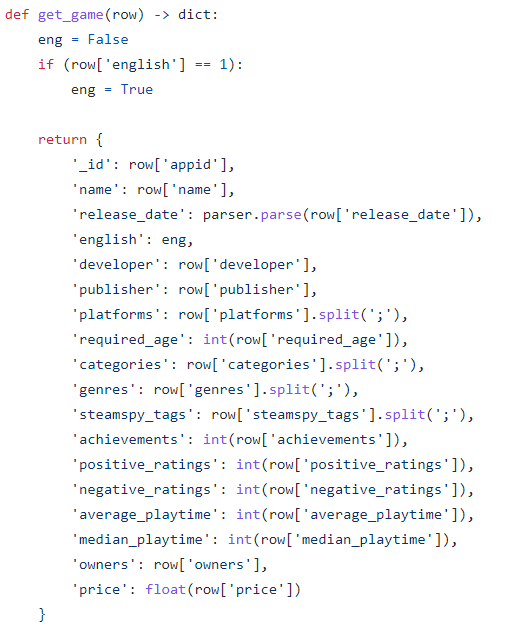 def get_game(row) -> dict:
    eng = False
    if (row['english'] == 1):
        eng = True

    return {
        '_id': row['appid'],
        'name': row['name'],
        'release_date': parser.parse(row['release_date']),
        'english': eng,
        'developer': row['developer'],
        'publisher': row['publisher'],
        'platforms': row['platforms'].split(';'),
        'required_age': int(row['required_age']),
        'categories': row['categories'].split(';'),
        'genres': row['genres'].split(';'),
        'steamspy_tags': row['steamspy_tags'].split(';'),
        'achievements': int(row['achievements']),
        'positive_ratings': int(row['positive_ratings']),
        'negative_ratings': int(row['negative_ratings']),
        'average_playtime': int(row['average_playtime']),
        'median_playtime': int(row['median_playtime']),
        'owners': row['owners'],
        'price': float(row['price'])
    }